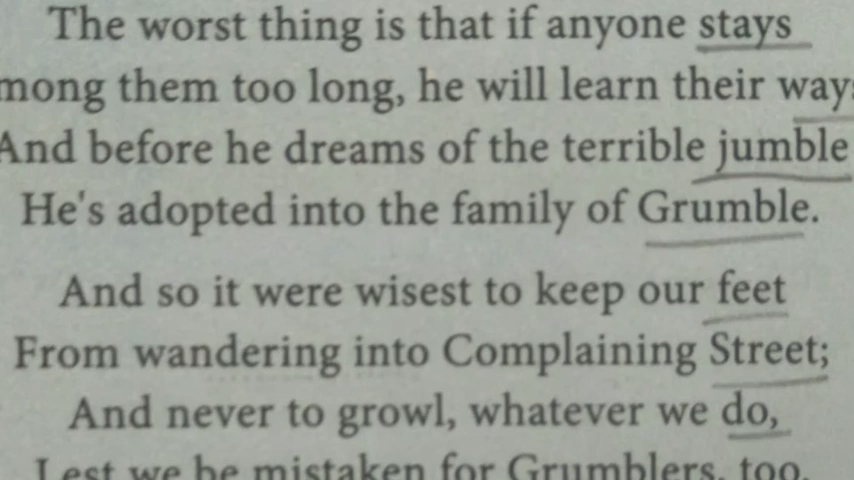 The worst thing is that if anyone stays
mong them too long, he will learn their ways
And before he dreams of the terrible jumble
He's adopted into the family of Grumble.
And so it were wisest to keep our feet
From wandering into Complaining Street;
And never to growl, whatever we do,
Lest we be mistaken for Grumblers, too.